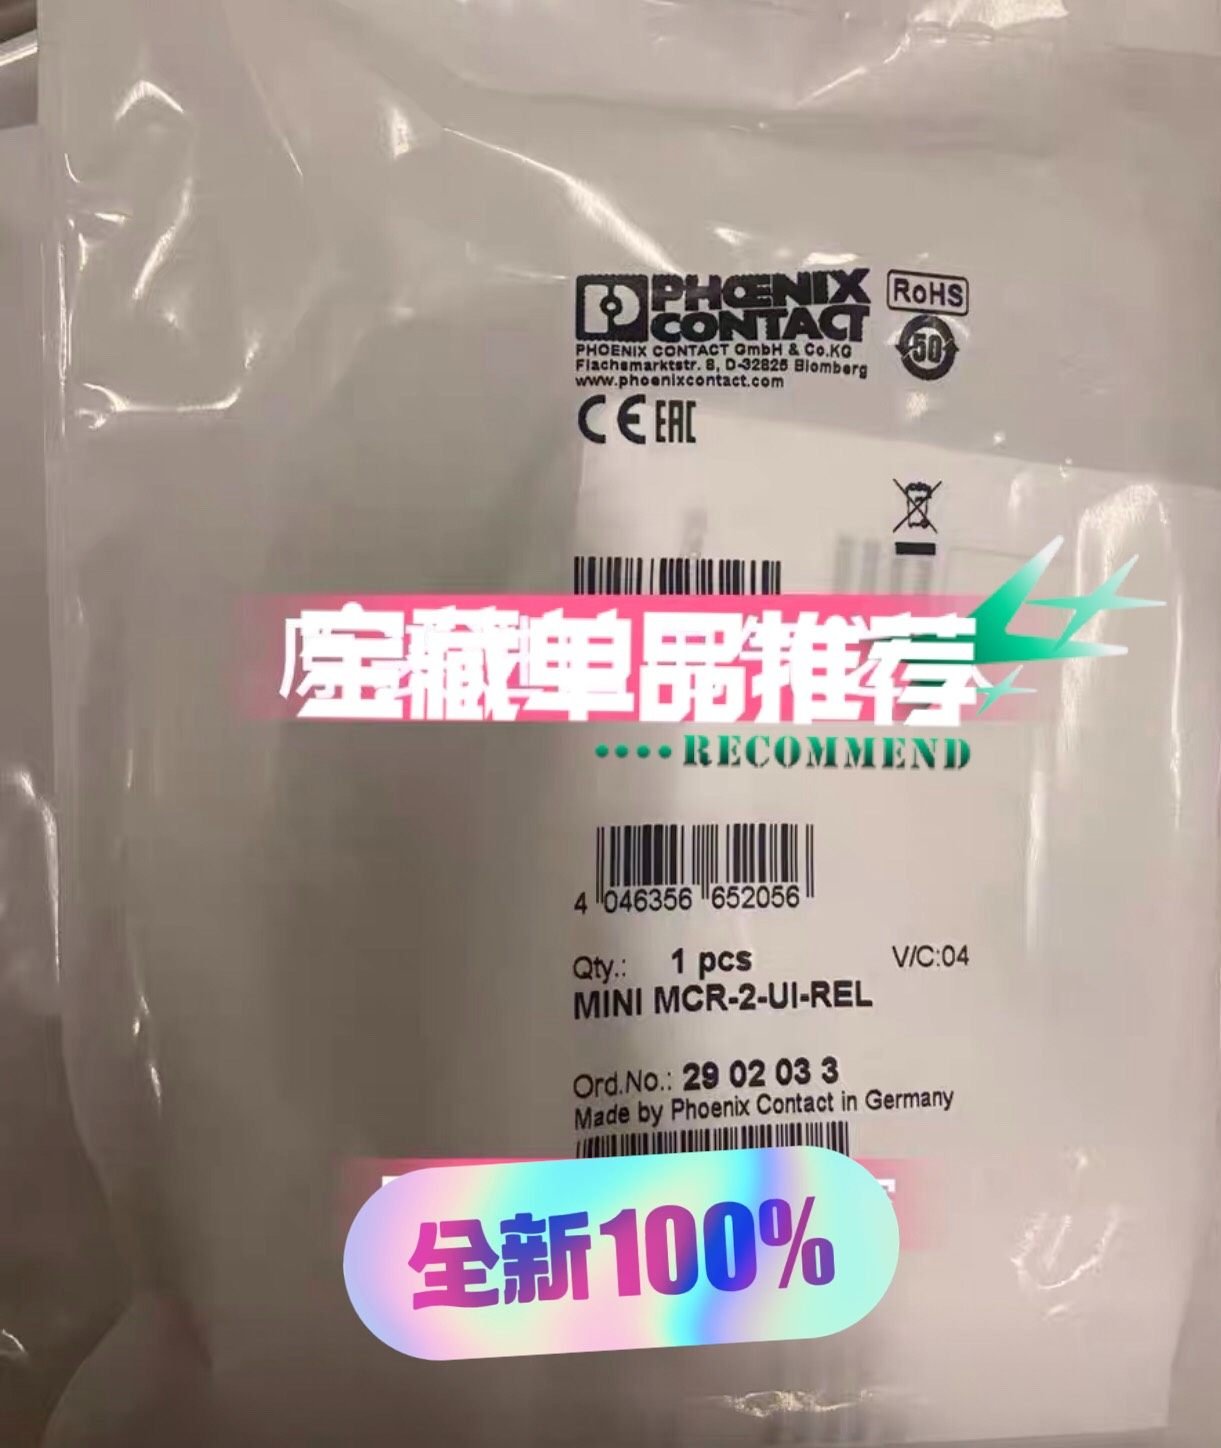 PHŒNIX
CONTACT
RoHS
50
PHOENIX CONTACT GmbH & Co.KG
Flachsmarktstr. 8, D-32825 Blomberg
www.phoenixcontact.com
CE EAC
宝藏单品推荐
RECOMMEND
4 046356 652056
Qty.: 1 pcs V/C:04
MINI MCR-2-UI-REL
Ord.No.: 29 02 03 3
Made by Phoenix Contact in Germany
全新100%